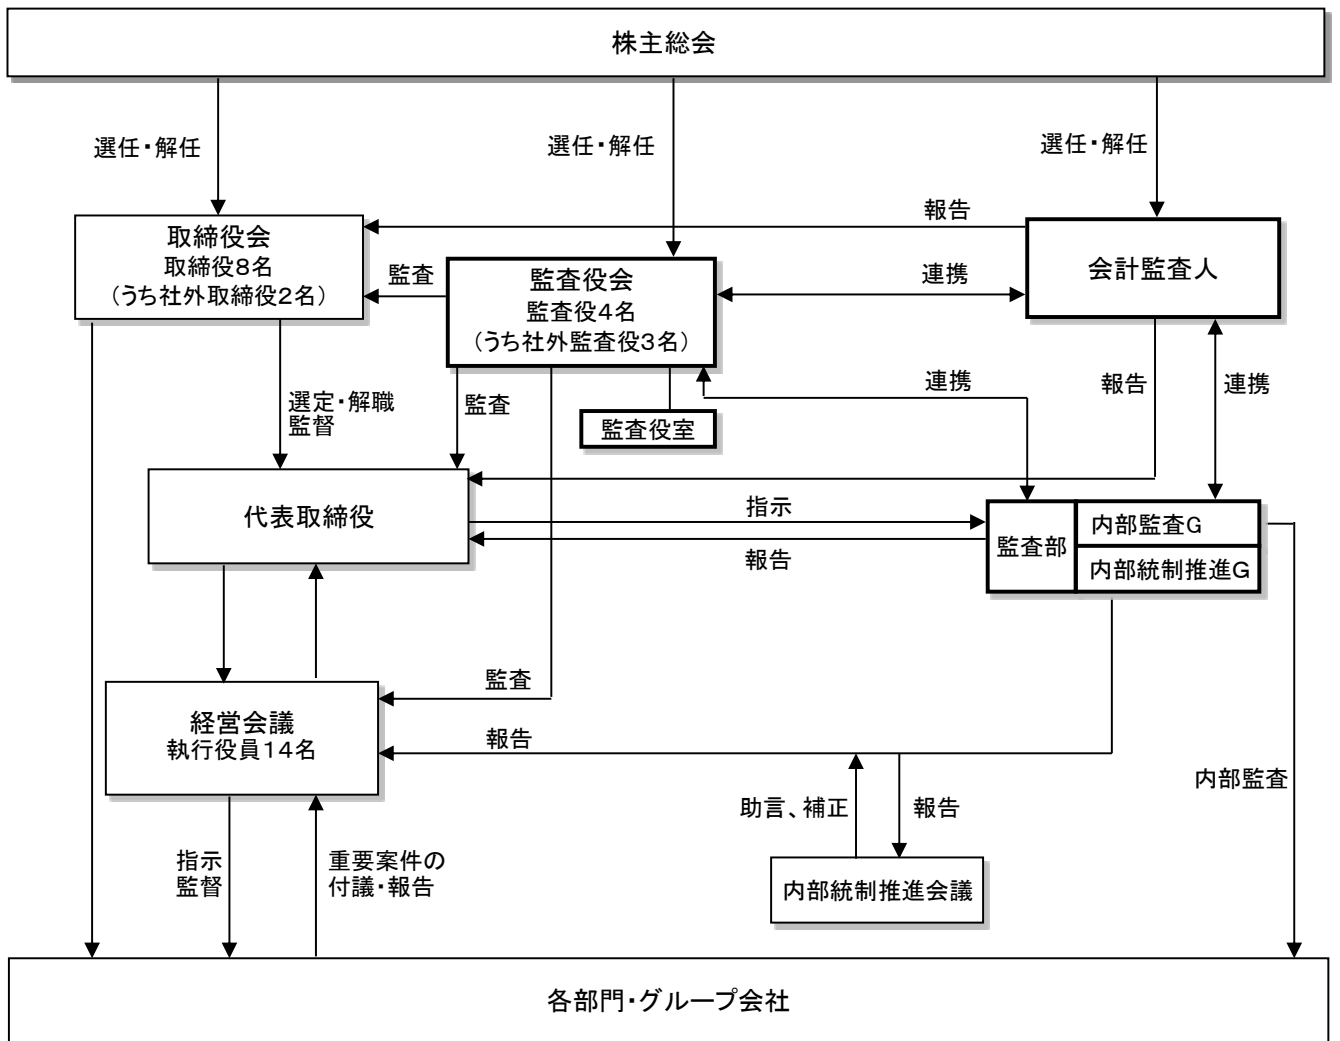 株主総会
選任・解任
選任・解任
選任・解任
報告
取締役会
取締役8名
（うち社外取締役2名）
監査
監査役会
監査役4名
（うち社外監査役3名）
連携
会計監査人
選定・解職
監督
監査
監査役室
連携
報告
連携
代表取締役
指示
報告
監査部
内部監査G
内部統制推進G
監査
経営会議
執行役員14名
報告
助言、補正
報告
内部監査
指示
監督
重要案件の
付議・報告
内部統制推進会議
各部門・グループ会社